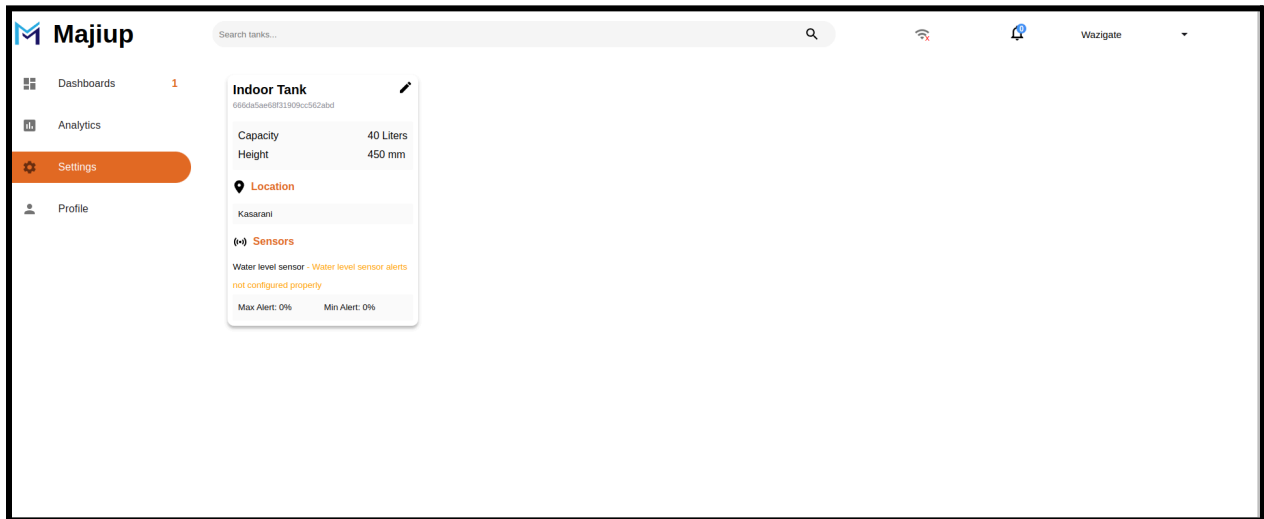 Majiup
Search tanks...
0
Wazigate
Dashboards 1
Analytics
Settings
Profile
Indoor Tank
666da5ae68f31909cc562abd
Capacity 40 Liters
Height 450 mm
Location
Kasarani
Sensors
Water level sensor - Water level sensor alerts
not configured properly
Max Alert: 0% Min Alert: 0%